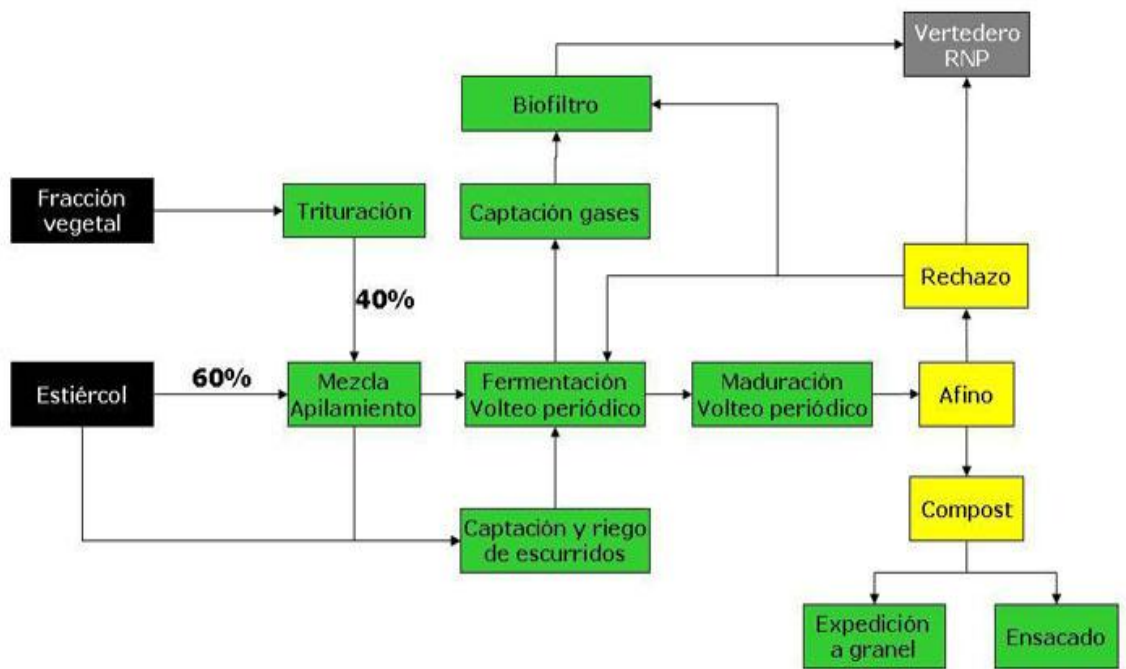 Vertedero
RNP
Biofiltro
Fracción
vegetal
Trituración
Captación gases
40%
Rechazo
Estiércol
60%
Mezcla
Apilamiento
Fermentación
Volteo periódico
Maduración
Volteo periódico
Afino
Captación y riego
de escurridos
Compost
Expedición
a granel
Ensacado